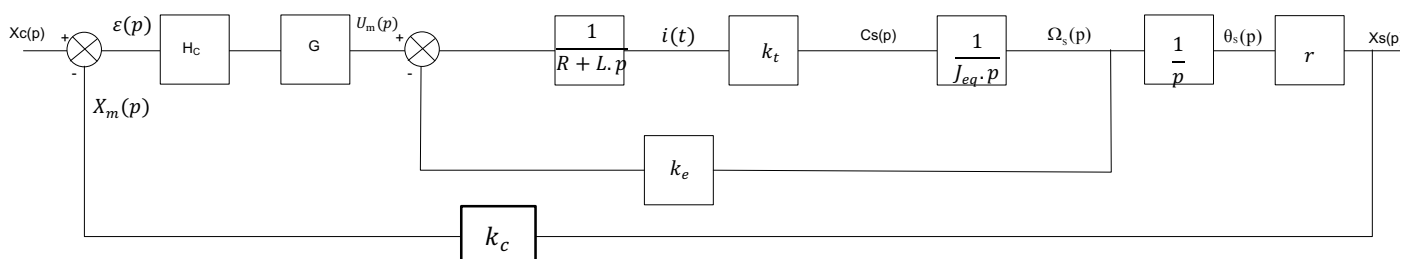 Xc(p)
+
-
ε(p)
H_C
G
U_m(p)
+
-
1
R + L. p
i(t)
k_t
Cs(p)
1
J_eq. p
Ω_s(p)
1
p
θ_s(p)
r
Xs(p
X_m(p)
k_e
k_c